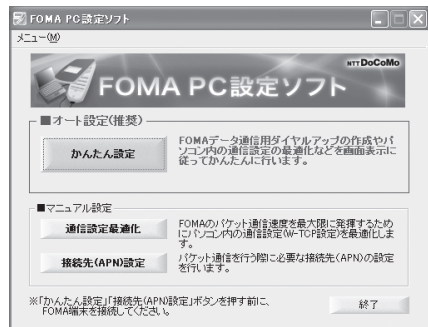 FOMA PC設定ソフト
メニュー(M)
NTT DoCoMo
FOMA PC設定ソフト
■オート設定(推奨)
かんたん設定
FOMAデータ通信用ダイヤルアップの作成やパ
ソコン内の通信設定の最適化などを画面表示に
従ってかんたんに行います。
■マニュアル設定
通信設定最適化
FOMAのパケット通信速度を最大限に発揮するため
にパソコン内の通信設定(W-TCP設定)を最適化しま
す。
接続先(APN)設定
パケット通信を行う際に必要な接続先(APN)の設定
を行います。
※「かんたん設定」「接続先(APN)設定」ボタンを押す前に、
FOMA端末を接続してください。
終了